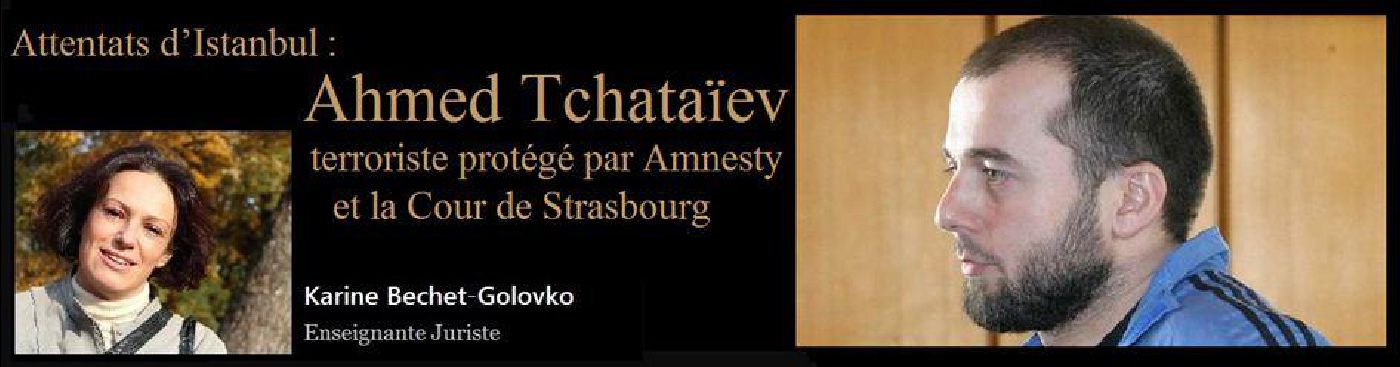 Attentats d’Istanbul :
Ahmed Tchataïev
terroriste protégé par Amnesty
et la Cour de Strasbourg
Karine Bechet-Golovko
Enseignante Juriste